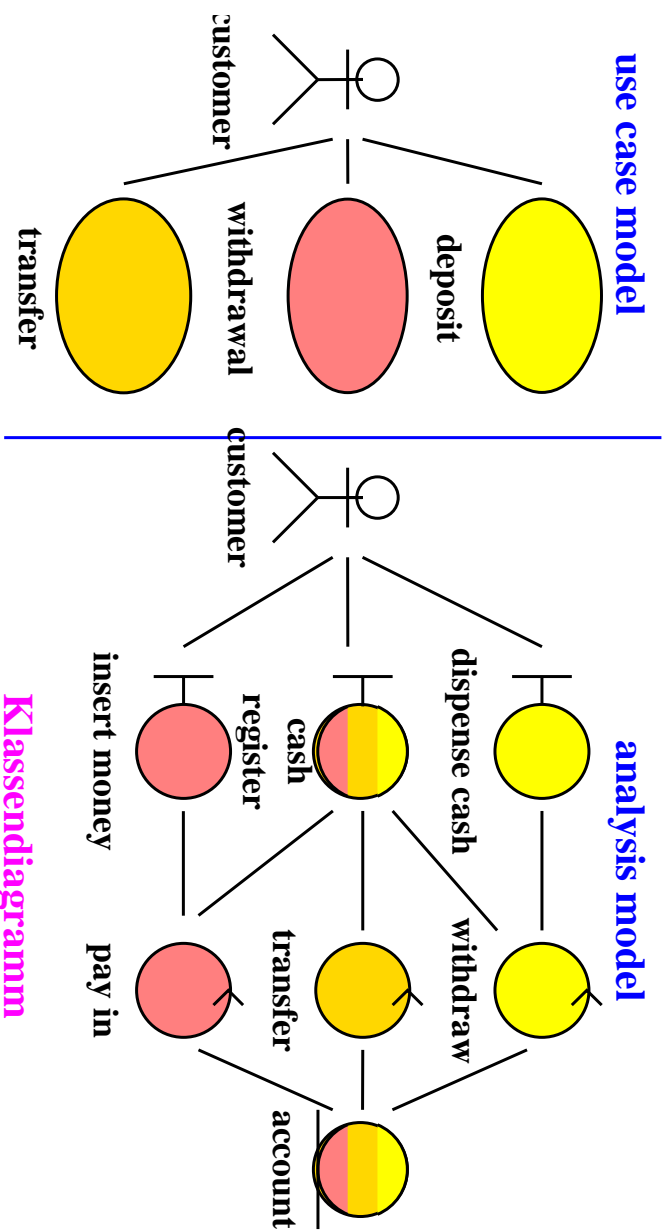 use case model
analysis model
deposit
dispense cash
withdraw
customer
withdrawal
customer
cash
register
transfer
account
transfer
insert money
pay in
Klassendiagramm